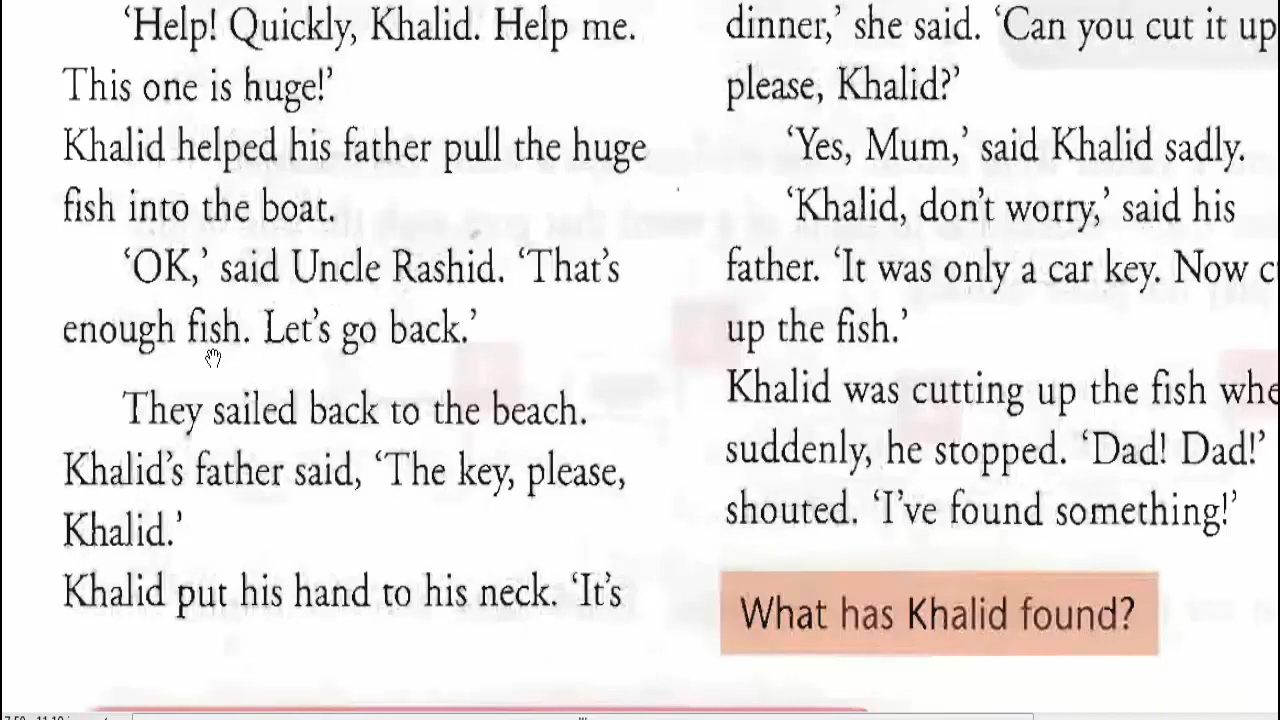 ‘Help! Quickly, Khalid. Help me.
This one is huge!’
Khalid helped his father pull the huge
fish into the boat.
‘OK,’ said Uncle Rashid. ‘That’s
enough fish. Let’s go back.’
They sailed back to the beach.
Khalid’s father said, ‘The key, please,
Khalid.’
Khalid put his hand to his neck. ‘It’s
dinner,’ she said. ‘Can you cut it up
please, Khalid?’
‘Yes, Mum,’ said Khalid sadly.
‘Khalid, don’t worry,’ said his
father. ‘It was only a car key. Now
up the fish.’
Khalid was cutting up the fish
suddenly, he stopped. ‘Dad! Dad!’
shouted. ‘I’ve found something!’
What has Khalid found?